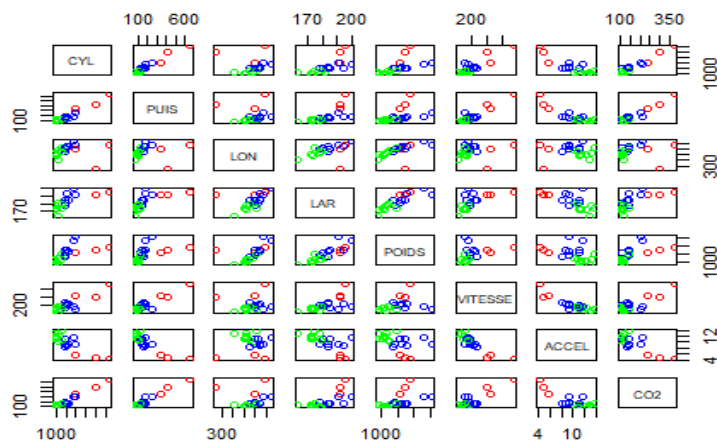 100 600 170 200 200 100 350
CYL 1000
100 PUIS
LON 300
170 LAR
POIDS 1000
200 VITESSE
ACCEL 4 12
100 CO2
1000 300 1000 4 10